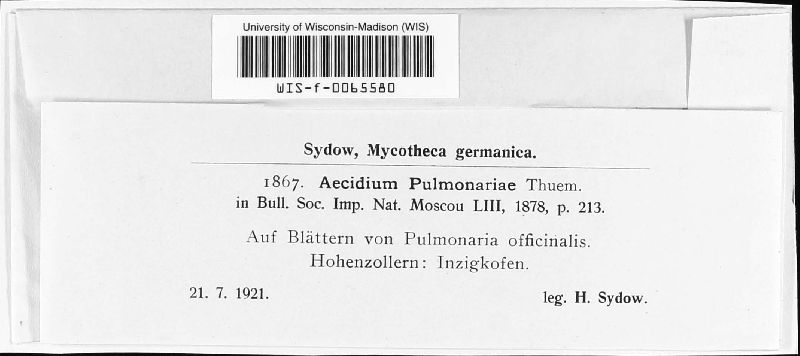 University of Wisconsin-Madison (WIS)
WIS-f-0065580
Sydow, Mycotheca germanica.
1867. Aecidium Pulmonariae Thuem.
in Bull. Soc. Imp. Nat. Moscou LIII, 1878, p. 213.
Auf Blättern von Pulmonaria officinalis.
Hohenzollern: Inzigkofen.
21. 7. 1921. leg. H. Sydow.